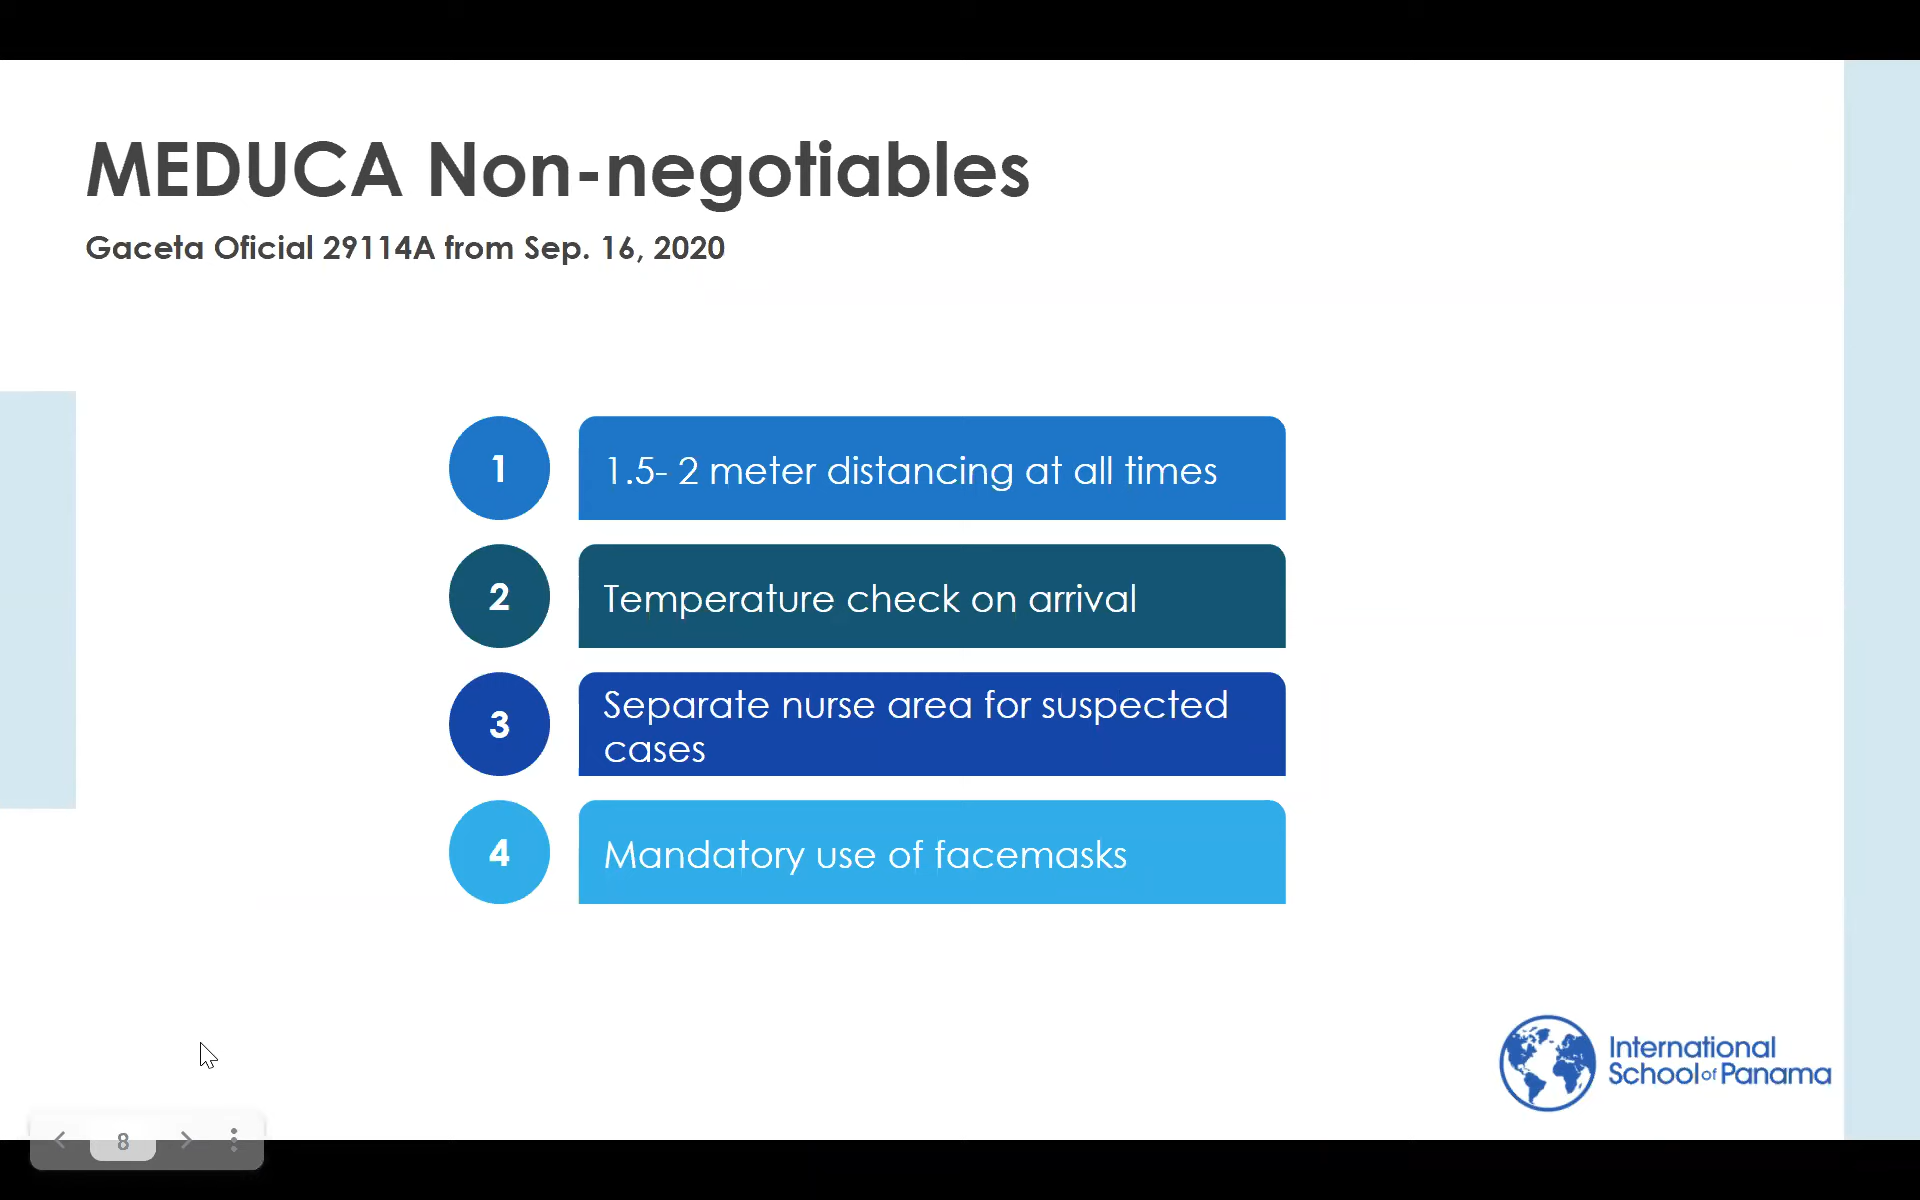 MEDUCA Non-negotiables
Gaceta Oficial 29114A from Sep. 16, 2020
1
1.5- 2 meter distancing at all times
2
Temperature check on arrival
3
Separate nurse area for suspected
cases
4
Mandatory use of facemasks
International
School of Panama
8